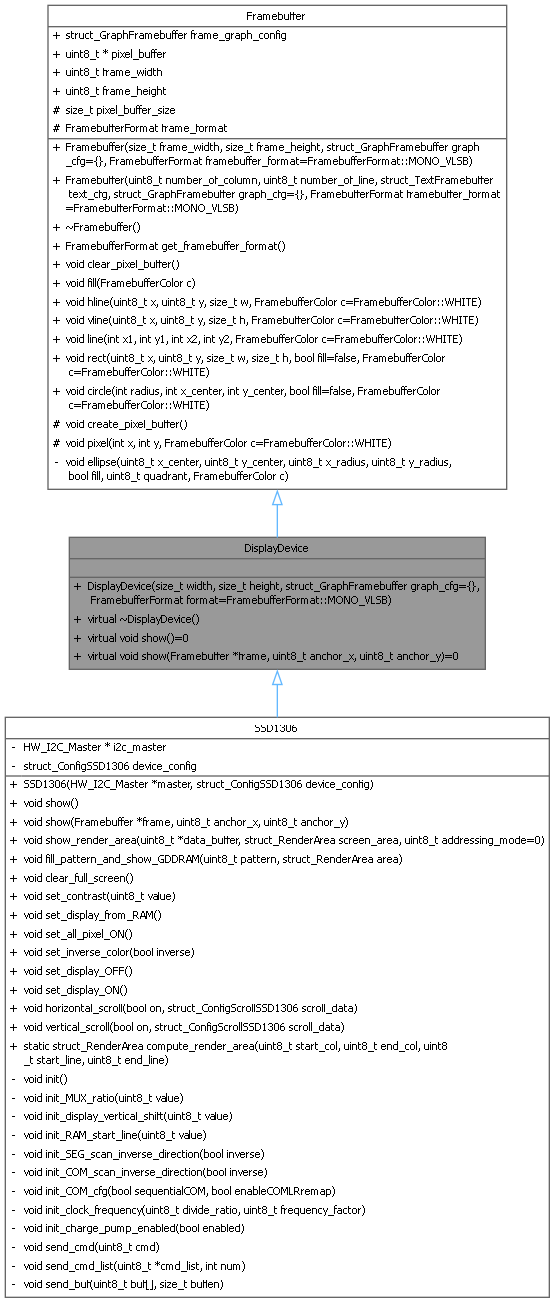 Framebuffer
+ struct_GraphFramebuffer frame_graph_config
+ uint8_t * pixel_buffer
+ uint8_t frame_width
+ uint8_t frame_height
# size_t pixel_buffer_size
# FramebufferFormat frame_format
+ Framebuffer(size_t frame_width, size_t frame_height, struct_GraphFramebuffer graph
_cfg={}, FramebufferFormat framebuffer_format=FramebufferFormat::MONO_VLSB)
+ Framebuffer(uint8_t number_of_column, uint8_t number_of_line, struct_TextFramebuffer
text_cfg, struct_GraphFramebuffer graph_cfg={}, FramebufferFormat framebuffer_format
=FramebufferFormat::MONO_VLSB)
+ ~Framebuffer()
+ FramebufferFormat get_framebuffer_format()
+ void clear_pixel_buffer()
+ void fill(FramebufferColor c)
+ void hline(uint8_t x, uint8_t y, size_t w, FramebufferColor c=FramebufferColor::WHITE)
+ void vline(uint8_t x, uint8_t y, size_t h, FramebufferColor c=FramebufferColor::WHITE)
+ void line(int x1, int y1, int x2, int y2, FramebufferColor c=FramebufferColor::WHITE)
+ void rect(uint8_t x, uint8_t y, size_t w, size_t h, bool fill=false, FramebufferColor
c=FramebufferColor::WHITE)
+ void circle(int radius, int x_center, int y_center, bool fill=false, FramebufferColor
c=FramebufferColor::WHITE)
# void create_pixel_buffer()
# void pixel(int x, int y, FramebufferColor c=FramebufferColor::WHITE)
- void ellipse(uint8_t x_center, uint8_t y_center, uint8_t x_radius, uint8_t y_radius,
bool fill, uint8_t quadrant, FramebufferColor c)
DisplayDevice
+ DisplayDevice(size_t width, size_t height, struct_GraphFramebuffer graph_cfg={},
FramebufferFormat format=FramebufferFormat::MONO_VLSB)
+ virtual ~DisplayDevice()
+ virtual void show()=0
+ virtual void show(Framebuffer *frame, uint8_t anchor_x, uint8_t anchor_y)=0
SSD1306
- HW_I2C_Master * i2c_master
- struct_ConfigSSD1306 device_config
+ SSD1306(HW_I2C_Master *master, struct_ConfigSSD1306 device_config)
+ void show()
+ void show(Framebuffer *frame, uint8_t anchor_x, uint8_t anchor_y)
+ void show_render_area(uint8_t *data_buffer, struct_RenderArea screen_area, uint8_t addressing_mode=0)
+ void fill_pattern_and_show_GDDRAM(uint8_t pattern, struct_RenderArea area)
+ void clear_full_screen()
+ void set_contrast(uint8_t value)
+ void set_display_from_RAM()
+ void set_all_pixel_ON()
+ void set_inverse_color(bool inverse)
+ void set_display_OFF()
+ void set_display_ON()
+ void horizontal_scroll(bool on, struct_ConfigScrollSSD1306 scroll_data)
+ void vertical_scroll(bool on, struct_ConfigScrollSSD1306 scroll_data)
+ static struct_RenderArea compute_render_area(uint8_t start_col, uint8_t end_col, uint8
_t start_line, uint8_t end_line)
- void init()
- void init_MUX_ratio(uint8_t value)
- void init_display_vertical_shift(uint8_t value)
- void init_RAM_start_line(uint8_t value)
- void init_SEG_scan_inverse_direction(bool inverse)
- void init_COM_scan_inverse_direction(bool inverse)
- void init_COM_cfg(bool sequentialCOM, bool enableCOMLRremap)
- void init_clock_frequency(uint8_t divide_ratio, uint8_t frequency_factor)
- void init_charge_pump_enabled(bool enabled)
- void send_cmd(uint8_t cmd)
- void send_cmd_list(uint8_t *cmd_list, int num)
- void send_buf(uint8_t buf[], size_t buflen)